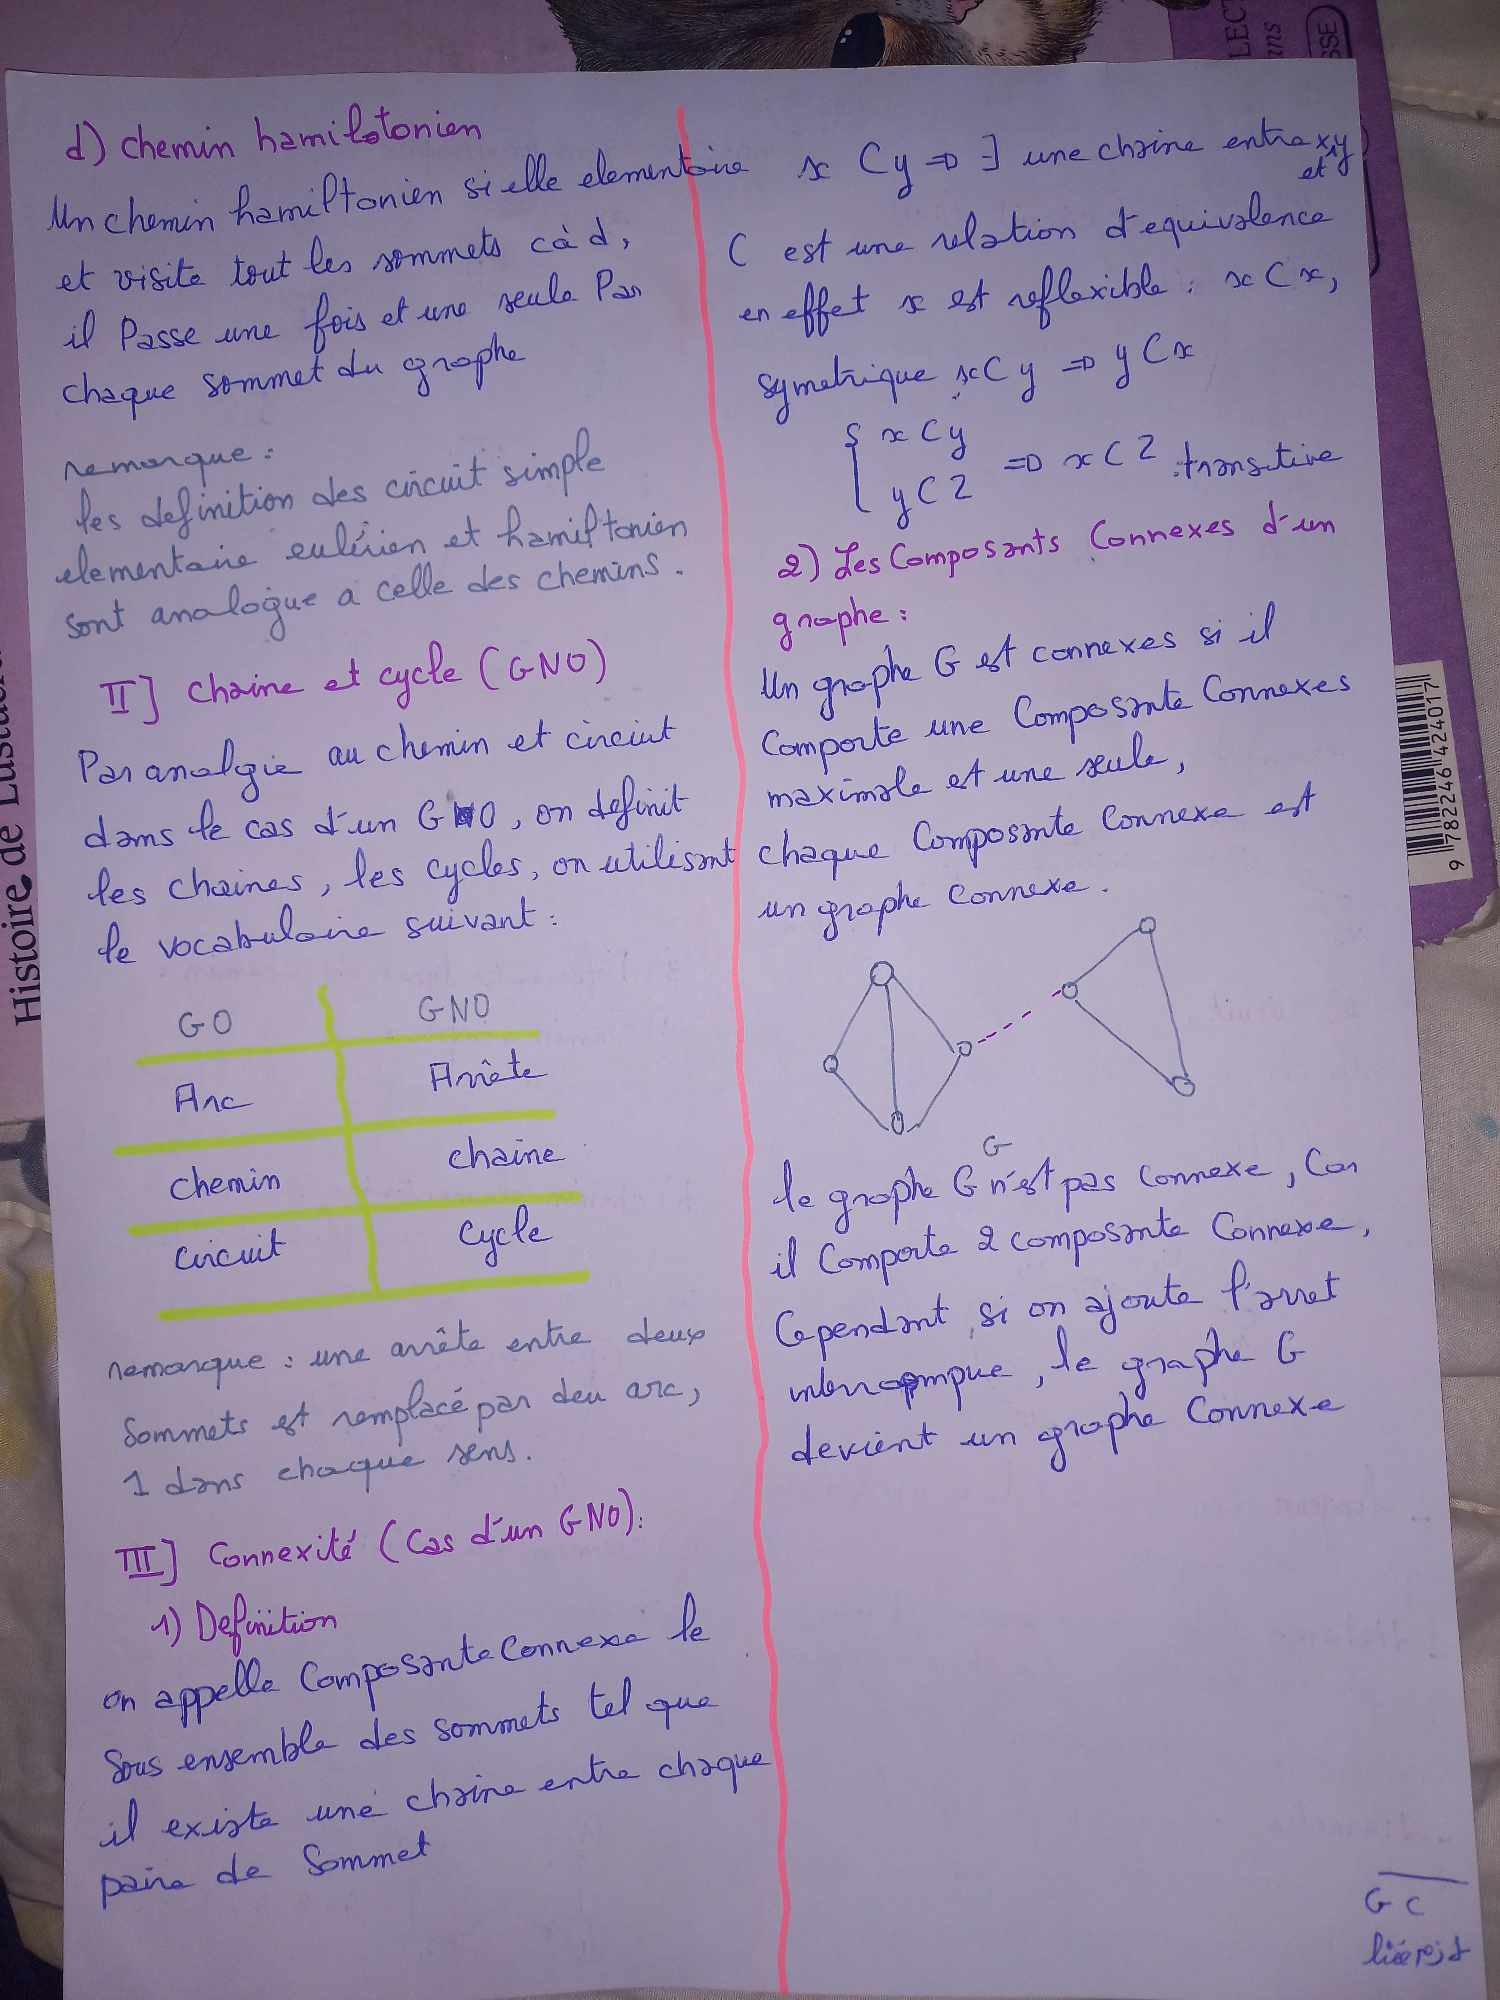 d) chemin hamilotonien
Un chemin hamiltonien si elle elementaire
et visite tout les sommets càd,
il Passe une fois et une seule Par
chaque sommet du graphe
remarque:
les definition des circuit simple
elementaire eulérien et hamiltonien
sont analogue a celle des chemins.
II] chaine et cycle (GNO)
Par analgie au chemin et circiut
dans le cas d'un GNO, on definit
les chaines, les cycles, on utilisant
le vocabulaire suivant:
GO GNO
Arc Arrête
chemin chaine
circuit Cycle
remarque: une arrête entre deux
Sommets est remplacé par deu arc,
1 dans chaque sens.
III] Connexité (Cas d'un GNO):
1) Definition
on appelle Composante Connexe le
Sous ensemble des sommets tel que
il existe une chaine entre chaque
paire de Sommet
x C y => ∃ une chaine entre x,y
et
C est une relation d'equivalence
en effet x est reflexible: x C x,
symetrique x C y => y C x
{ x C y
y C Z => x C Z transitive
2) Les Composants Connexes d'un
graphe:
Un graphe G est connexes si il
Comporte une Composante Connexes
maximale et une seule,
chaque Composante Connexe est
un graphe Connexe.
G
le graphe G n'est pas Connexe, Car
il Comporte 2 composante Connexe,
Cependant, si on ajoute l'arret
, le graphe G
devient un graphe Connexe
GC
Histoire de
9 782246 424017